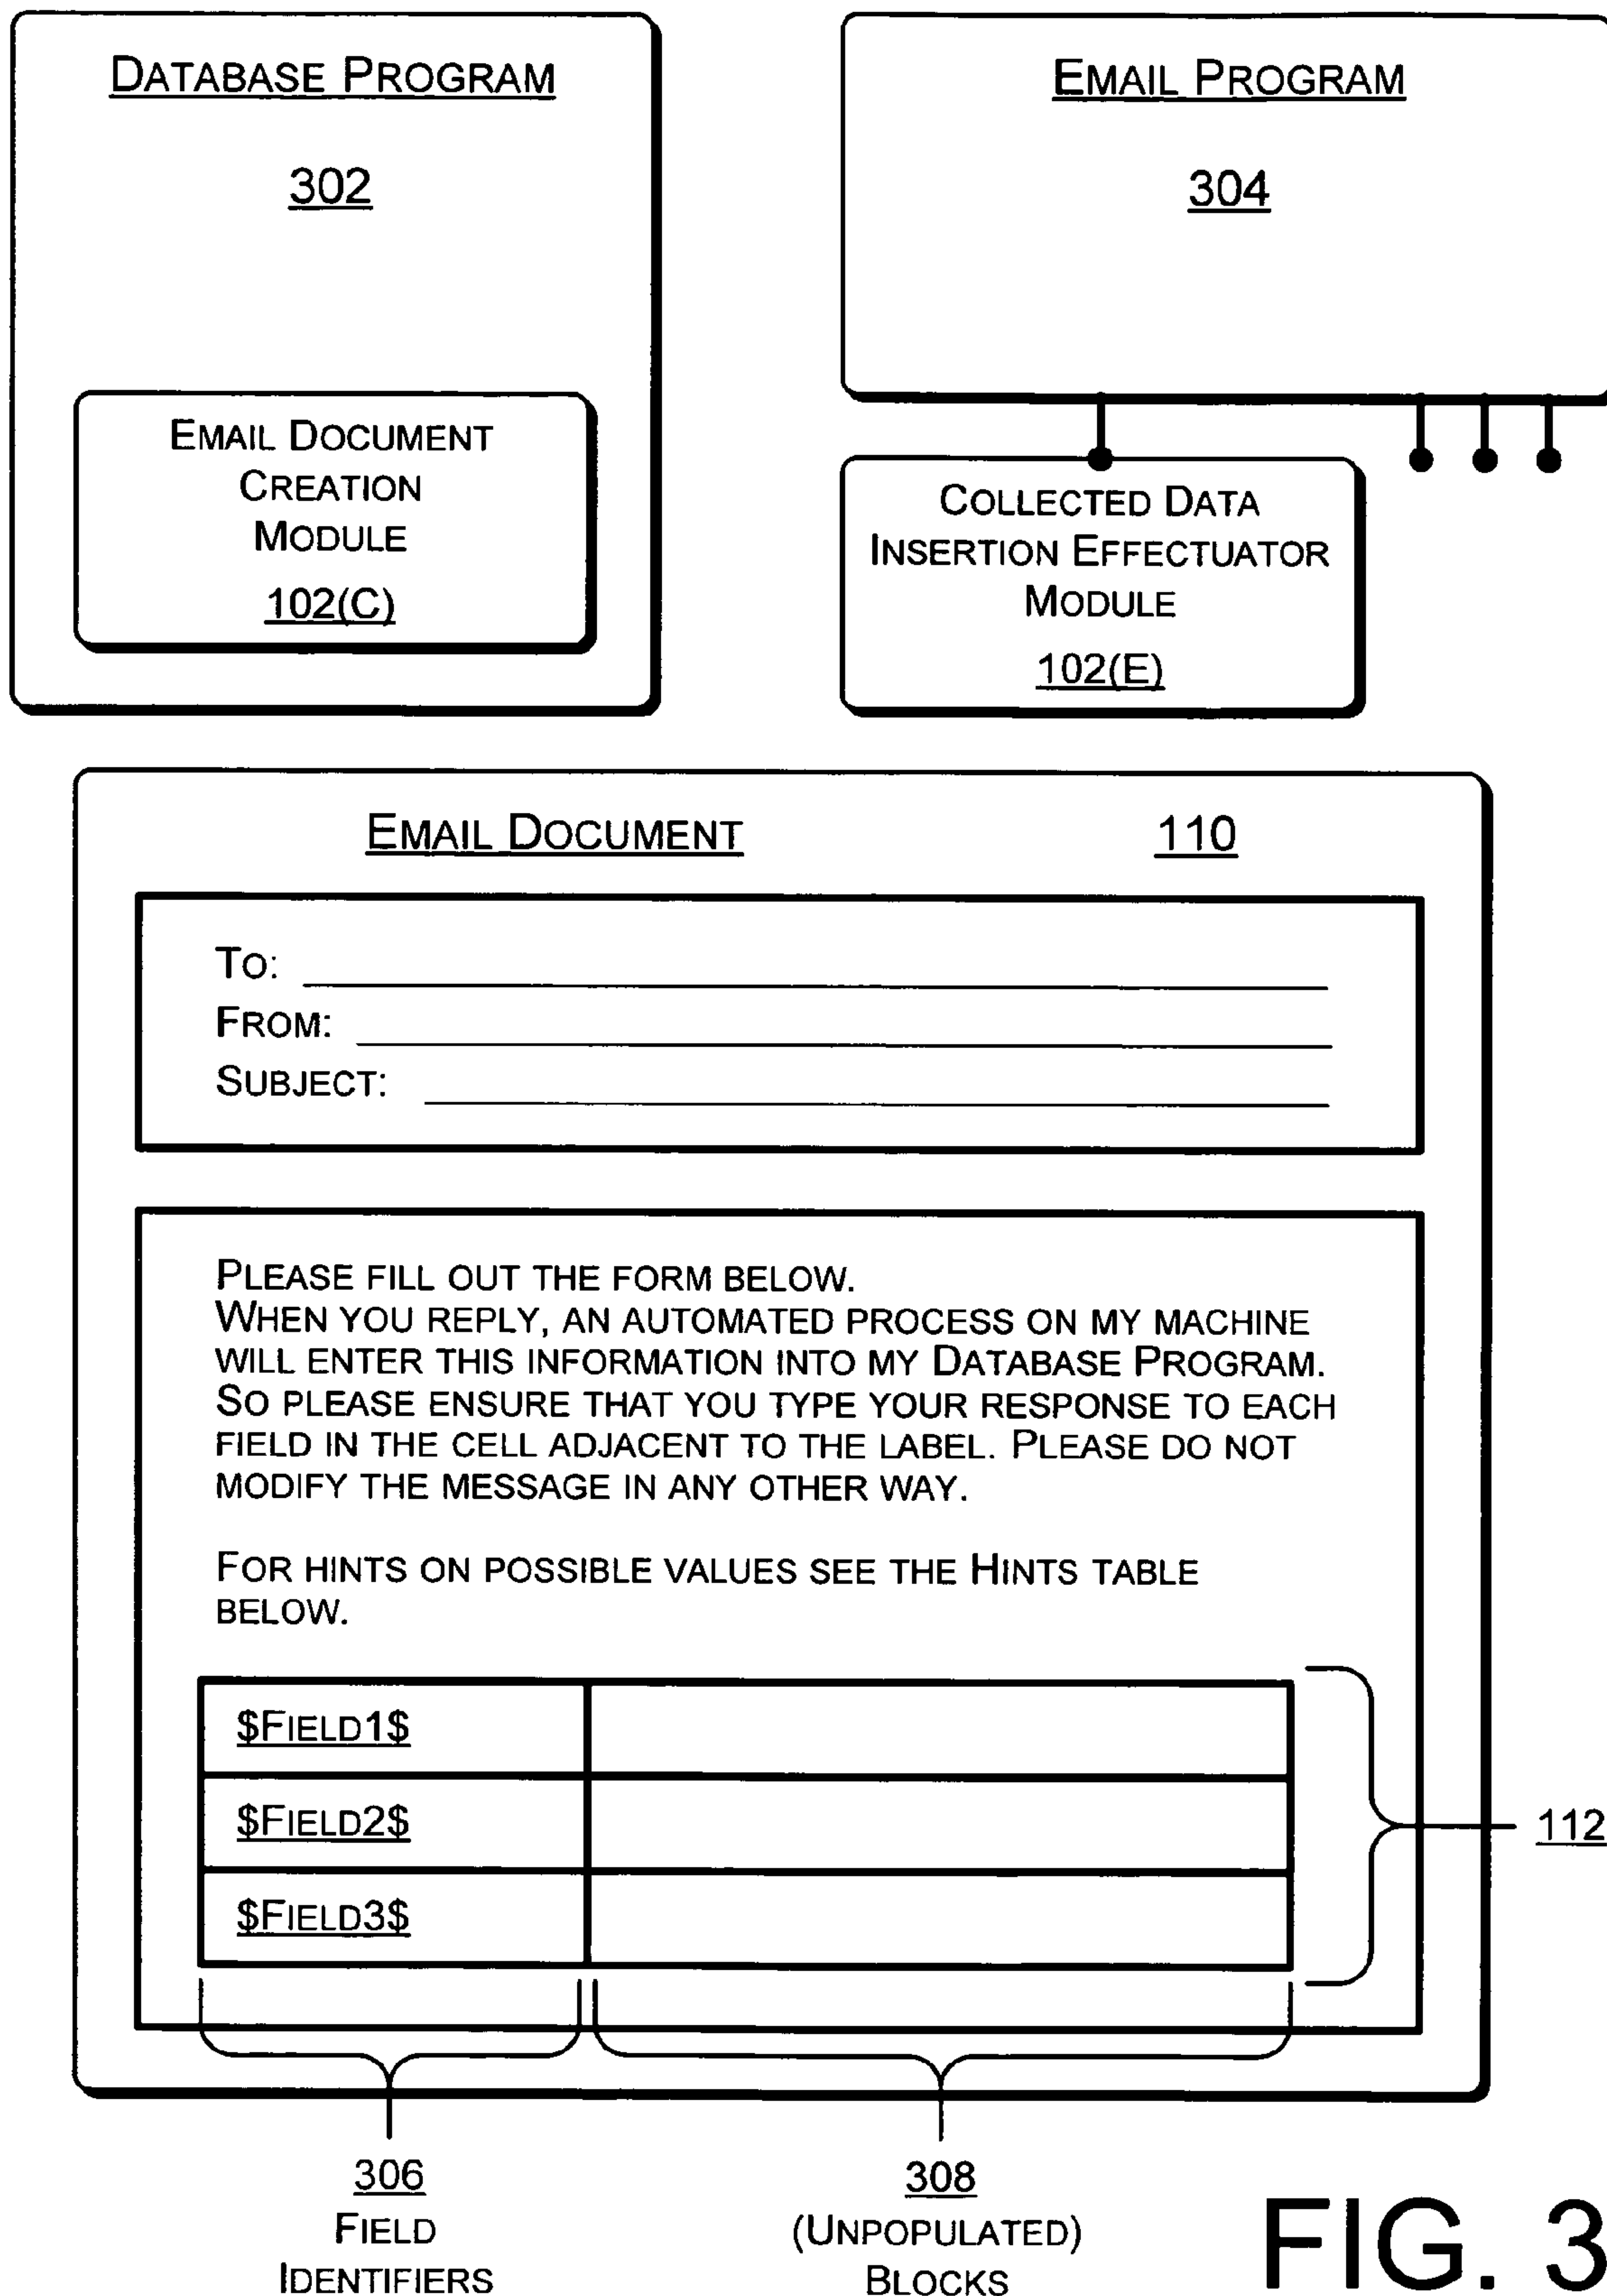 DATABASE PROGRAM
302
EMAIL DOCUMENT
CREATION
MODULE
102(C)
EMAIL PROGRAM
304
COLLECTED DATA
INSERTION EFFECTUATOR
MODULE
102(E)
EMAIL DOCUMENT 110
TO:
FROM:
SUBJECT:
PLEASE FILL OUT THE FORM BELOW.
WHEN YOU REPLY, AN AUTOMATED PROCESS ON MY MACHINE
WILL ENTER THIS INFORMATION INTO MY DATABASE PROGRAM.
SO PLEASE ENSURE THAT YOU TYPE YOUR RESPONSE TO EACH
FIELD IN THE CELL ADJACENT TO THE LABEL. PLEASE DO NOT
MODIFY THE MESSAGE IN ANY OTHER WAY.
FOR HINTS ON POSSIBLE VALUES SEE THE HINTS TABLE
BELOW.
$FIELD1$
$FIELD2$
$FIELD3$
112
306
FIELD
IDENTIFIERS
308
(UNPOPULATED)
BLOCKS
FIG. 3